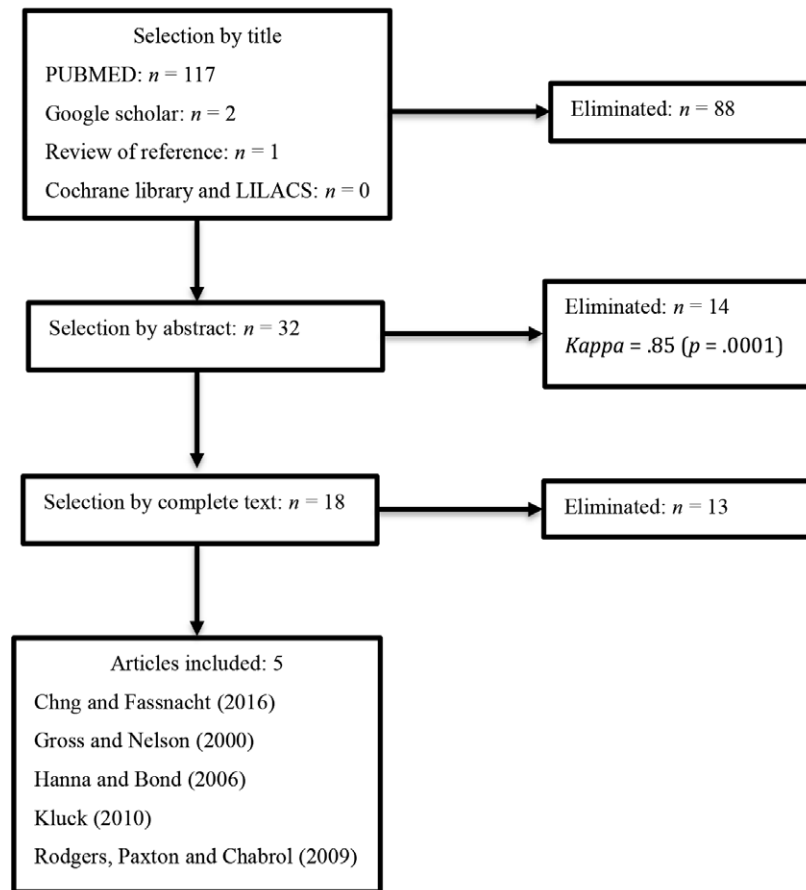 Selection by title
PUBMED: n = 117
Google scholar: n = 2
Review of reference: n = 1
Cochrane library and LILACS: n = 0
Eliminated: n = 88
Selection by abstract: n = 32
Eliminated: n = 14
Kappa = .85 (p = .0001)
Selection by complete text: n = 18
Eliminated: n = 13
Articles included: 5
Chng and Fassnacht (2016)
Gross and Nelson (2000)
Hanna and Bond (2006)
Kluck (2010)
Rodgers, Paxton and Chabrol (2009)